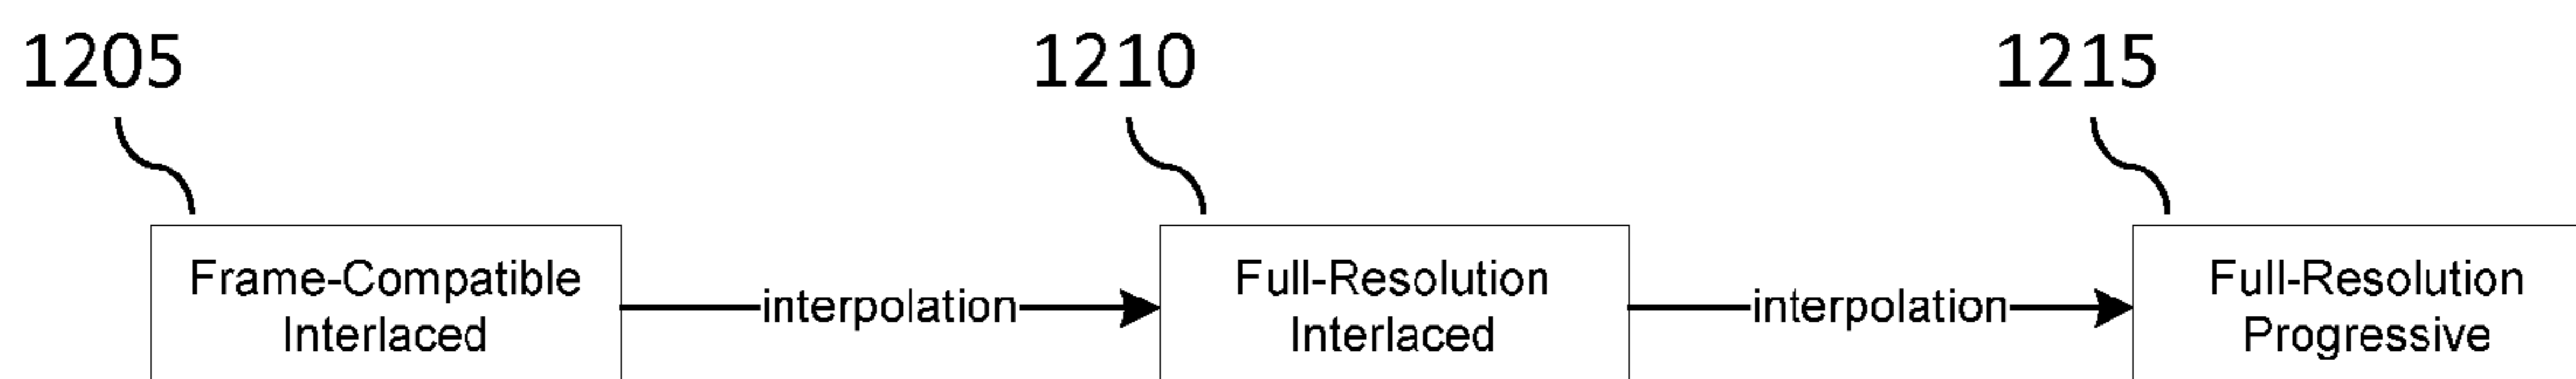 1205
1210
1215
Frame-Compatible
Interlaced
interpolation
Full-Resolution
Interlaced
interpolation
Full-Resolution
Progressive